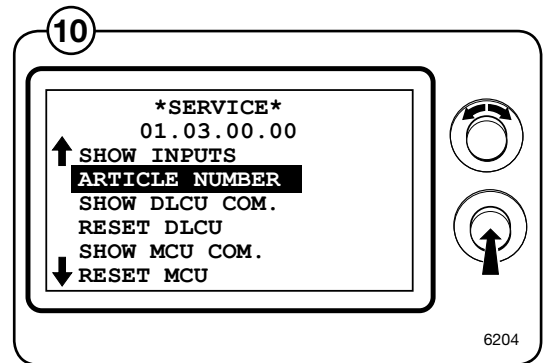 10
*SERVICE*
01.03.00.00
SHOW INPUTS
ARTICLE NUMBER
SHOW DLCU COM.
RESET DLCU
SHOW MCU COM.
RESET MCU
6204